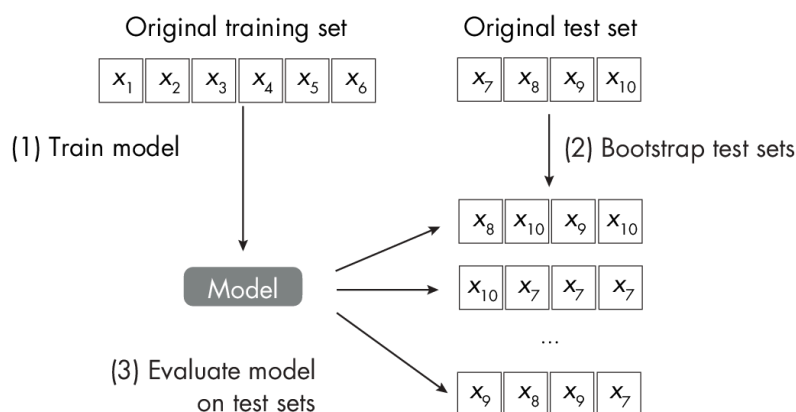 Original training set
Original test set
x₁ x₂ x₃ x₄ x₅ x₆
x₇ x₈ x₉ x₁₀
(1) Train model
(2) Bootstrap test sets
x₈ x₁₀ x₉ x₁₀
Model
x₁₀ x₇ x₇ x₇
...
(3) Evaluate model
on test sets
x₉ x₈ x₉ x₇